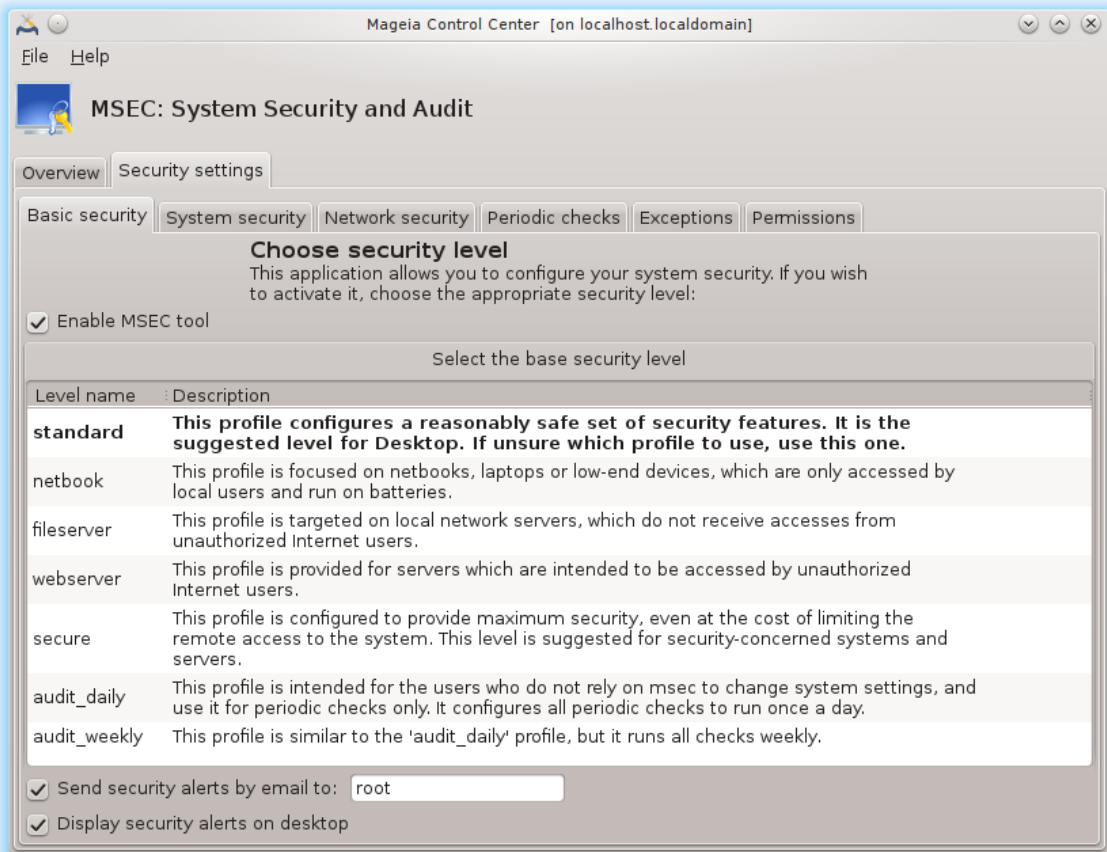 Mageia Control Center [on localhost.localdomain]
File Help
MSEC: System Security and Audit
Overview Security settings
Basic security System security Network security Periodic checks Exceptions Permissions
Choose security level
This application allows you to configure your system security. If you wish
to activate it, choose the appropriate security level:
Enable MSEC tool
Select the base security level
Level name Description
standard This profile configures a reasonably safe set of security features. It is the
suggested level for Desktop. If unsure which profile to use, use this one.
netbook This profile is focused on netbooks, laptops or low-end devices, which are only accessed by
local users and run on batteries.
fileserver This profile is targeted on local network servers, which do not receive accesses from
unauthorized Internet users.
webserver This profile is provided for servers which are intended to be accessed by unauthorized
Internet users.
secure This profile is configured to provide maximum security, even at the cost of limiting the
remote access to the system. This level is suggested for security-concerned systems and
servers.
audit_daily This profile is intended for the users who do not rely on msec to change system settings, and
use it for periodic checks only. It configures all periodic checks to run once a day.
audit_weekly This profile is similar to the 'audit_daily' profile, but it runs all checks weekly.
Send security alerts by email to: root
Display security alerts on desktop